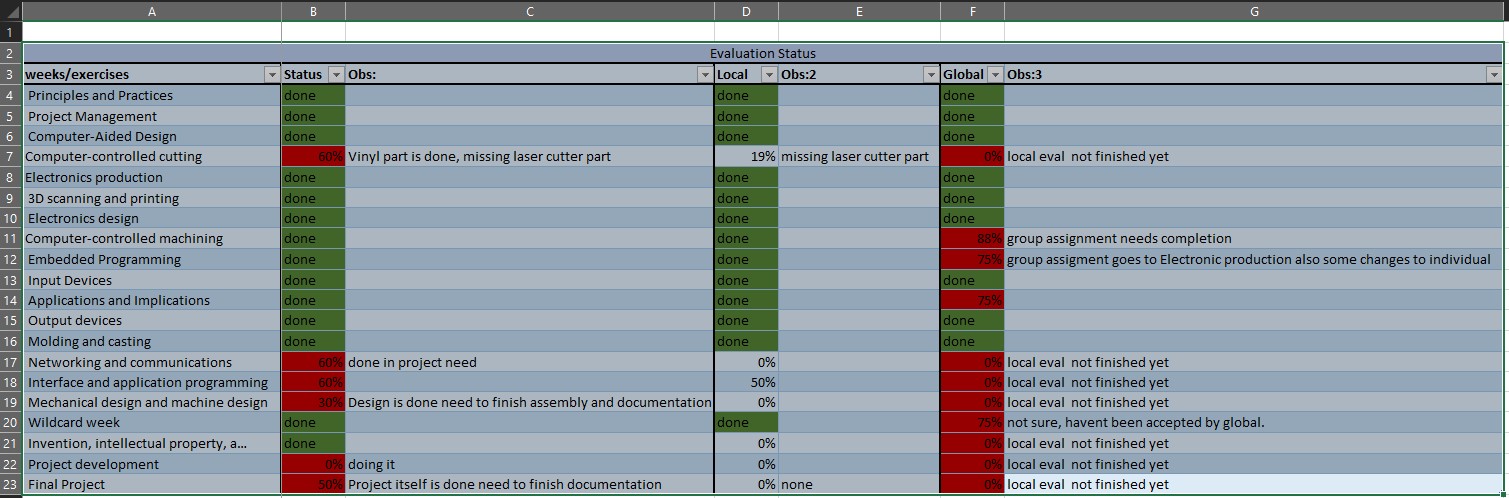 A B C D E F G
1
2 Evaluation Status
3 weeks/exercises Status Obs: Local Obs:2 Global Obs:3
4 Principles and Practices done done done
5 Project Management done done done
6 Computer-Aided Design done done done
7 Computer-controlled cutting 60% Vinyl part is done, missing laser cutter part 19% missing laser cutter part 0% local eval not finished yet
8 Electronics production done done done
9 3D scanning and printing done done done
10 Electronics design done done done
11 Computer-controlled machining done done 88% group assignment needs completion
12 Embedded Programming done done 75% group assigment goes to Electronic production also some changes to individual
13 Input Devices done done done
14 Applications and Implications done done 75%
15 Output devices done done done
16 Molding and casting done done done
17 Networking and communications 60% done in project need 0% 0% local eval not finished yet
18 Interface and application programming 60% 50% 0% local eval not finished yet
19 Mechanical design and machine design 30% Design is done need to finish assembly and documentation 0% 0% local eval not finished yet
20 Wildcard week done done 75% not sure, havent been accepted by global.
21 Invention, intellectual property, a... done 0% 0% local eval not finished yet
22 Project development 0% doing it 0% 0% local eval not finished yet
23 Final Project 50% Project itself is done need to finish documentation 0% none 0% local eval not finished yet